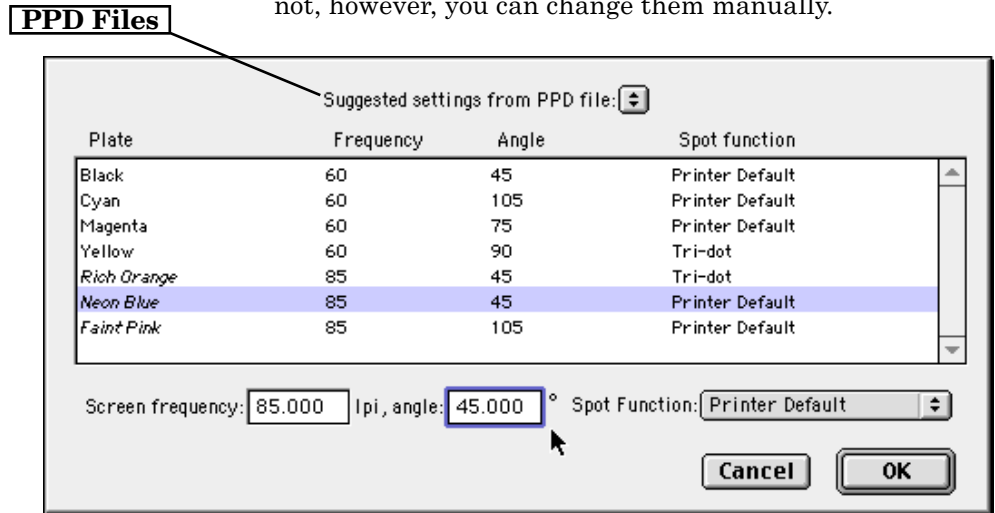 not, however, you can change them manually.
PPD Files
Suggested settings from PPD file:
Plate Frequency Angle Spot function
Black 60 45 Printer Default
Cyan 60 105 Printer Default
Magenta 60 75 Printer Default
Yellow 60 90 Tri-dot
Rich Orange 85 45 Tri-dot
Neon Blue 85 45 Printer Default
Faint Pink 85 105 Printer Default
Screen frequency: 85.000 lpi, angle: 45.000 ° Spot Function: Printer Default
Cancel OK